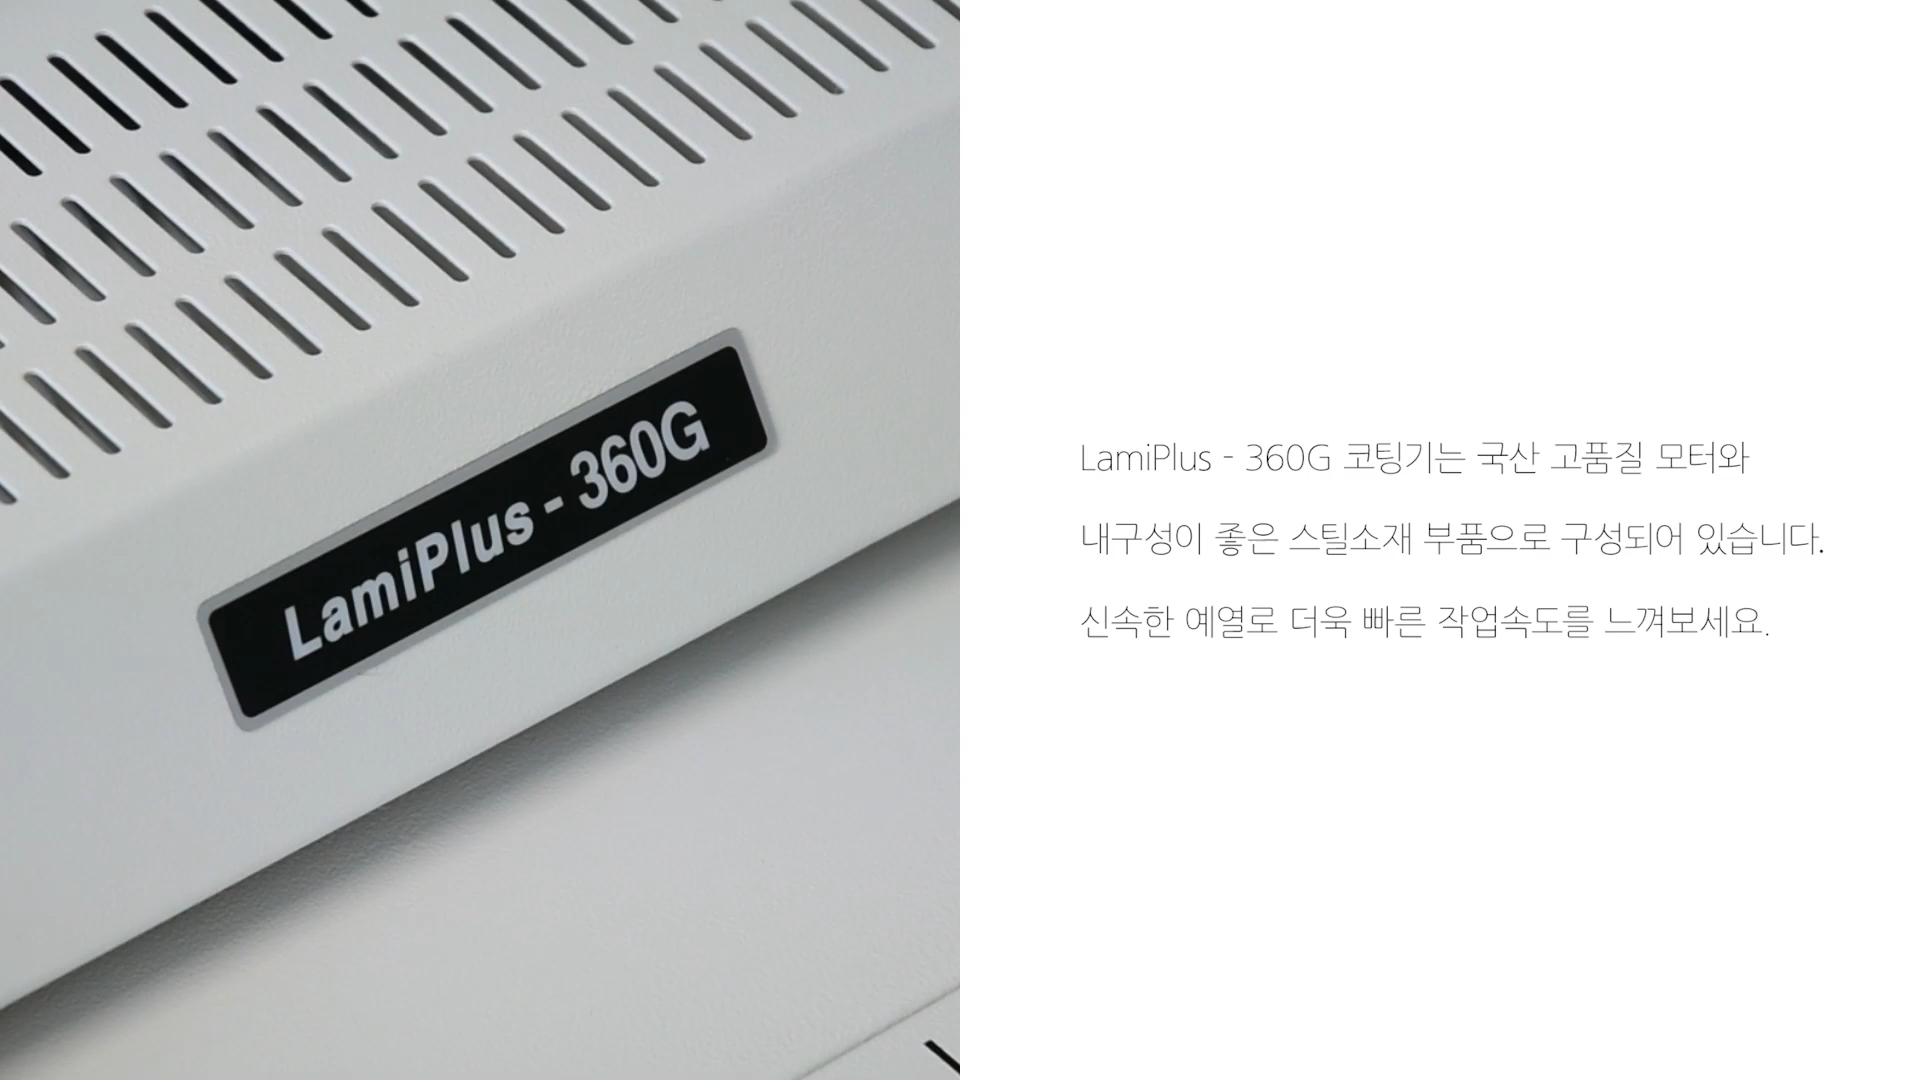 LamiPlus - 360G
LamiPlus - 360G 코팅기는 국산 고품질 모터와
내구성이 좋은 스틸소재 부품으로 구성되어 있습니다.
신속한 예열로 더욱 빠른 작업속도를 느껴보세요.